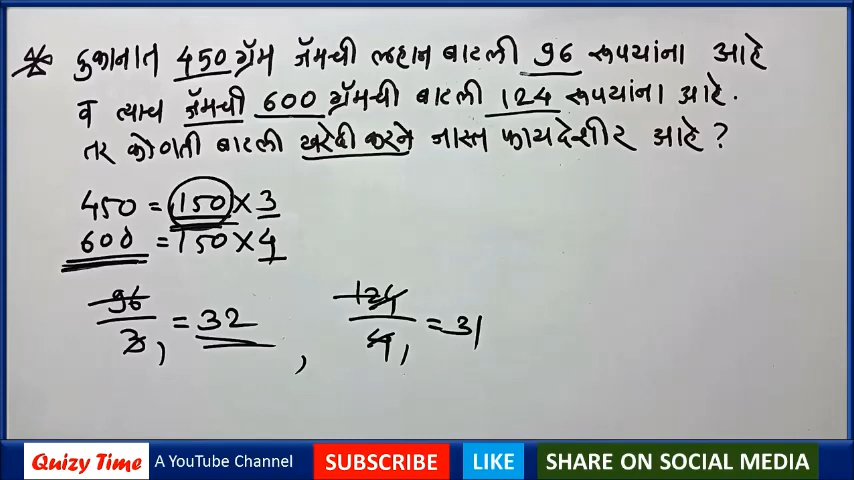 दुकानात 450 ग्रॅम जॅमची लहान बाटली 96 रूपयांना आहे
व त्याच जॅमची 600 ग्रॅमची बाटली 124 रूपयांना आहे.
तर कोणती बाटली खरेदी करने जास्त फायदेशीर आहे?
450 = 150 × 3
600 = 150 × 4
96/3 = 32 , 124/4 = 31
Quizy Time A YouTube Channel SUBSCRIBE LIKE SHARE ON SOCIAL MEDIA